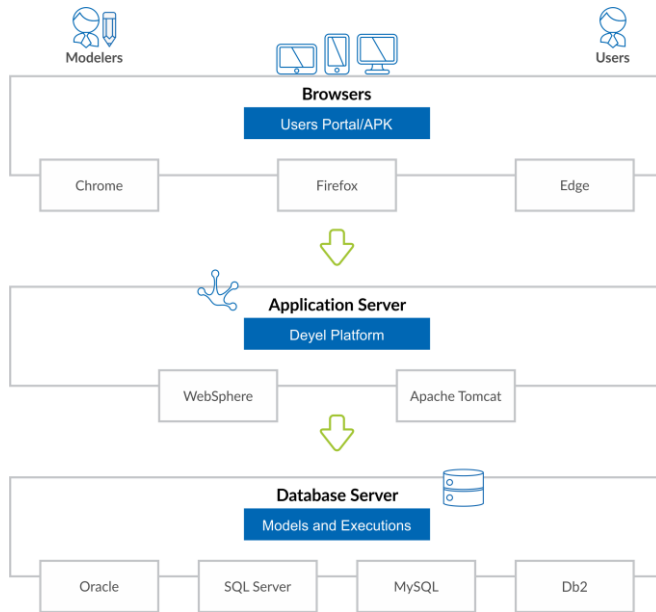 Modelers
Users
Browsers
Users Portal/APK
Chrome
Firefox
Edge
Application Server
Deyel Platform
WebSphere
Apache Tomcat
Database Server
Models and Executions
Oracle
SQL Server
MySQL
Db2